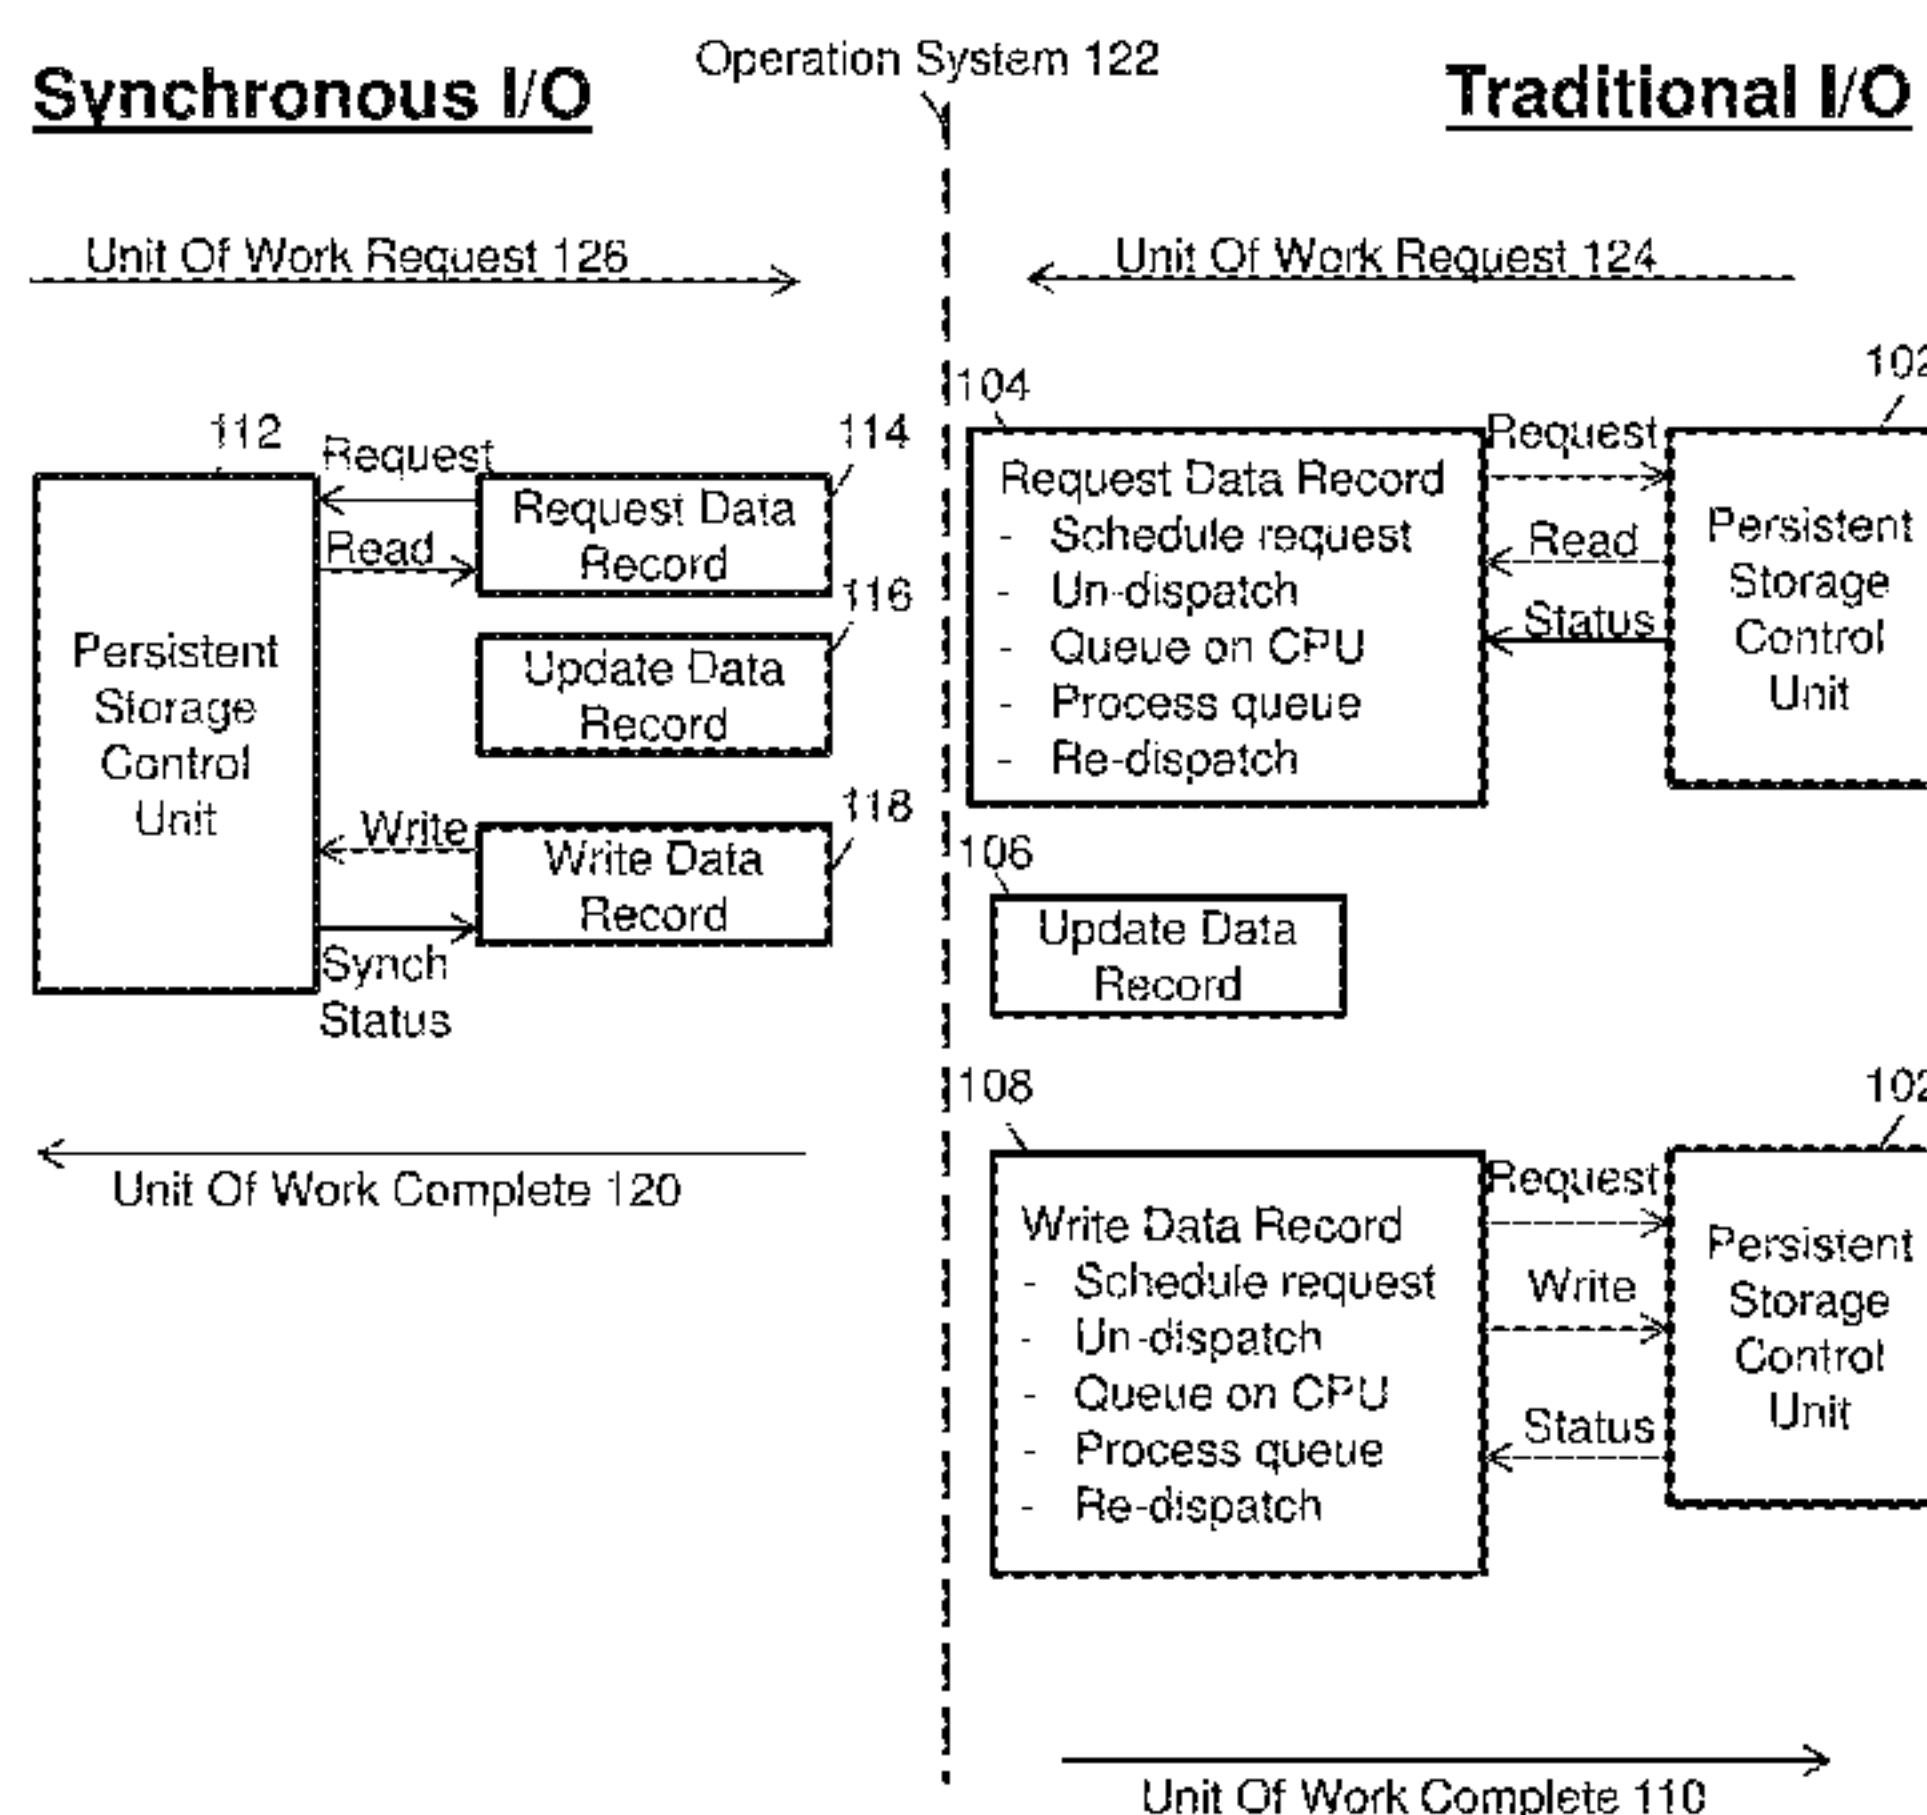 Operation System 122
Synchronous I/O
Traditional I/O
Unit Of Work Request 126
Unit Of Work Request 124
112
Request
114
Request Data
Record
Read
116
Persistent
Storage
Control
Unit
Update Data
Record
118
Write
Write Data
Record
Synch
Status
Unit Of Work Complete 120
104
102
Request Data Record
- Schedule request
- Un-dispatch
- Queue on CPU
- Process queue
- Re-dispatch
Request
Read
Status
Persistent
Storage
Control
Unit
106
Update Data
Record
108
102
Write Data Record
- Schedule request
- Un-dispatch
- Queue on CPU
- Process queue
- Re-dispatch
Request
Write
Status
Persistent
Storage
Control
Unit
Unit Of Work Complete 110